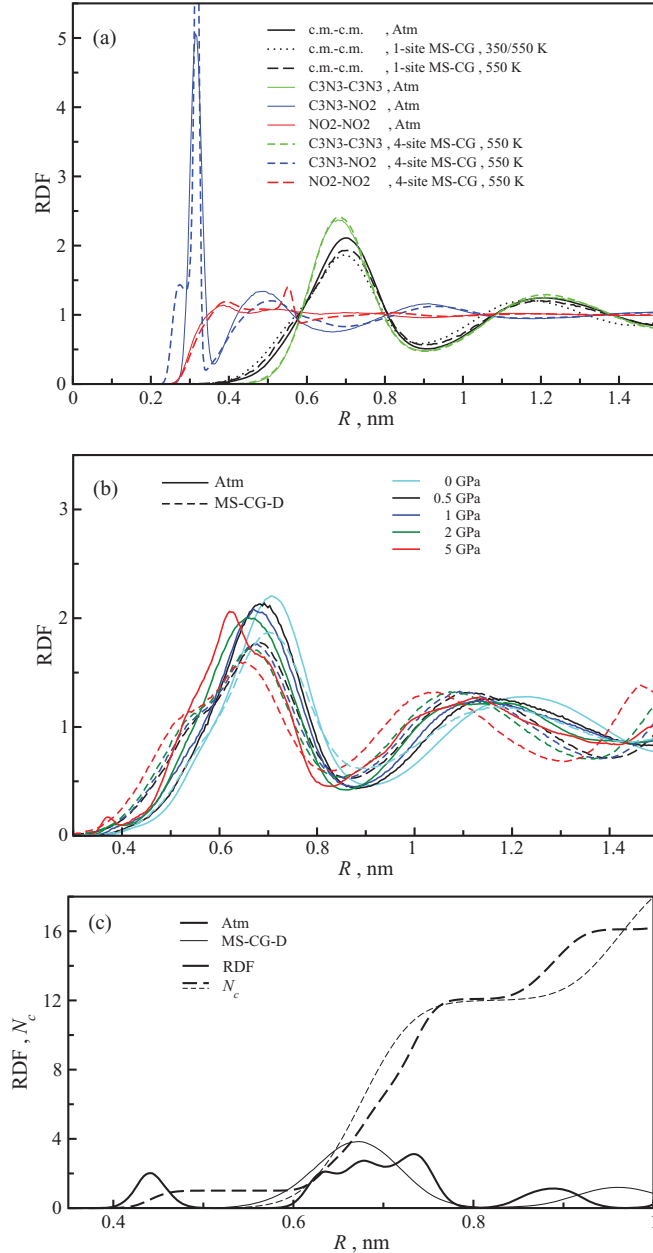 (a)
c.m.-c.m. , Atm
c.m.-c.m. , 1-site MS-CG , 350/550 K
c.m.-c.m. , 1-site MS-CG , 550 K
C3N3-C3N3 , Atm
C3N3-NO2 , Atm
NO2-NO2 , Atm
C3N3-C3N3 , 4-site MS-CG , 550 K
C3N3-NO2 , 4-site MS-CG , 550 K
NO2-NO2 , 4-site MS-CG , 550 K
RDF
5
4
3
2
1
0
0 0.2 0.4 0.6 0.8 1 1.2 1.4
R , nm
(b)
Atm
MS-CG-D
0 GPa
0.5 GPa
1 GPa
2 GPa
5 GPa
RDF
3
2
1
0
0.4 0.6 0.8 1 1.2 1.4
R , nm
(c)
Atm
MS-CG-D
RDF
N_c
RDF , N_c
16
12
8
4
0
0.4 0.6 0.8 1
R , nm